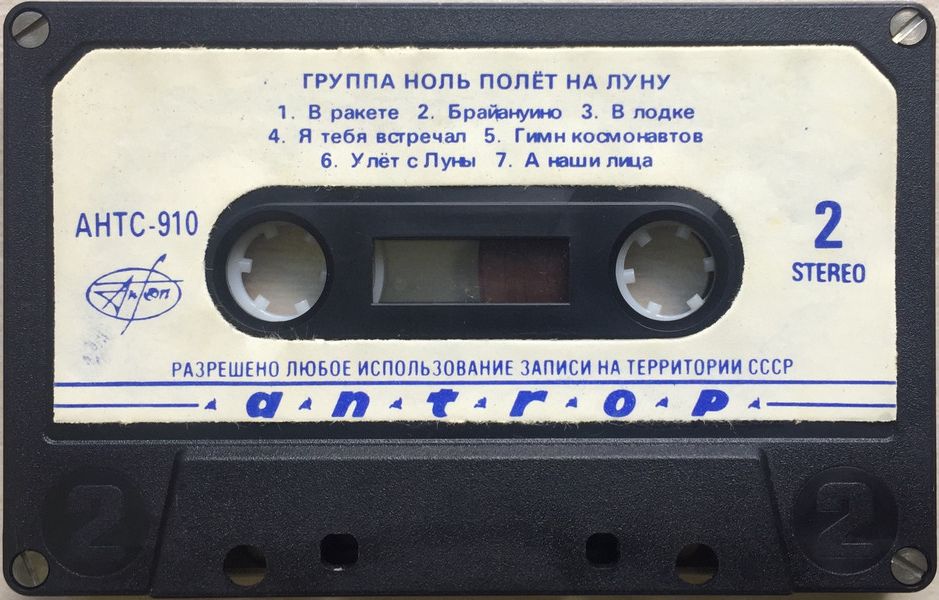 ГРУППА НОЛЬ ПОЛЁТ НА ЛУНУ
1. В ракете 2. Брайануино 3. В лодке
4. Я тебя встречал 5. Гимн космонавтов
6. Улёт с Луны 7. А наши лица
АНТС-910
2
STEREO
Антроп
РАЗРЕШЕНО ЛЮБОЕ ИСПОЛЬЗОВАНИЕ ЗАПИСИ НА ТЕРРИТОРИИ СССР
antrop
2
2